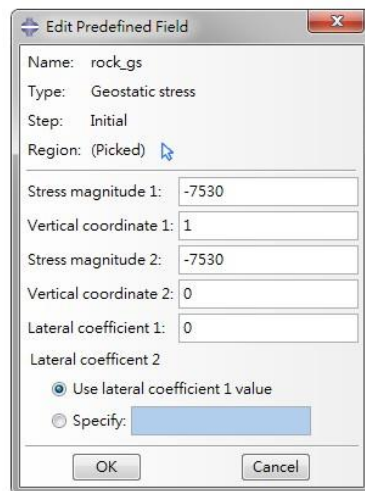 Edit Predefined Field
Name: rock_gs
Type: Geostatic stress
Step: Initial
Region: (Picked)
Stress magnitude 1: -7530
Vertical coordinate 1: 1
Stress magnitude 2: -7530
Vertical coordinate 2: 0
Lateral coefficient 1: 0
Lateral coefficent 2
Use lateral coefficient 1 value
Specify:
OK Cancel